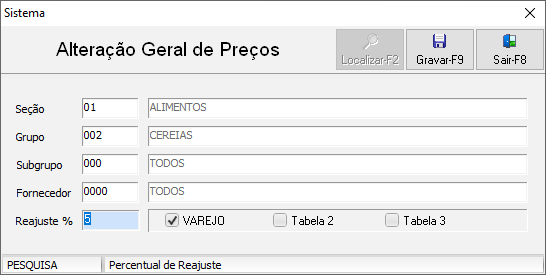 Sistema
Alteração Geral de Preços
Localizar-F2 Gravar-F9 Sair-F8
Seção 01 ALIMENTOS
Grupo 002 CEREIAS
Subgrupo 000 TODOS
Fornecedor 0000 TODOS
Reajuste % 5 VAREJO Tabela 2 Tabela 3
PESQUISA Percentual de Reajuste